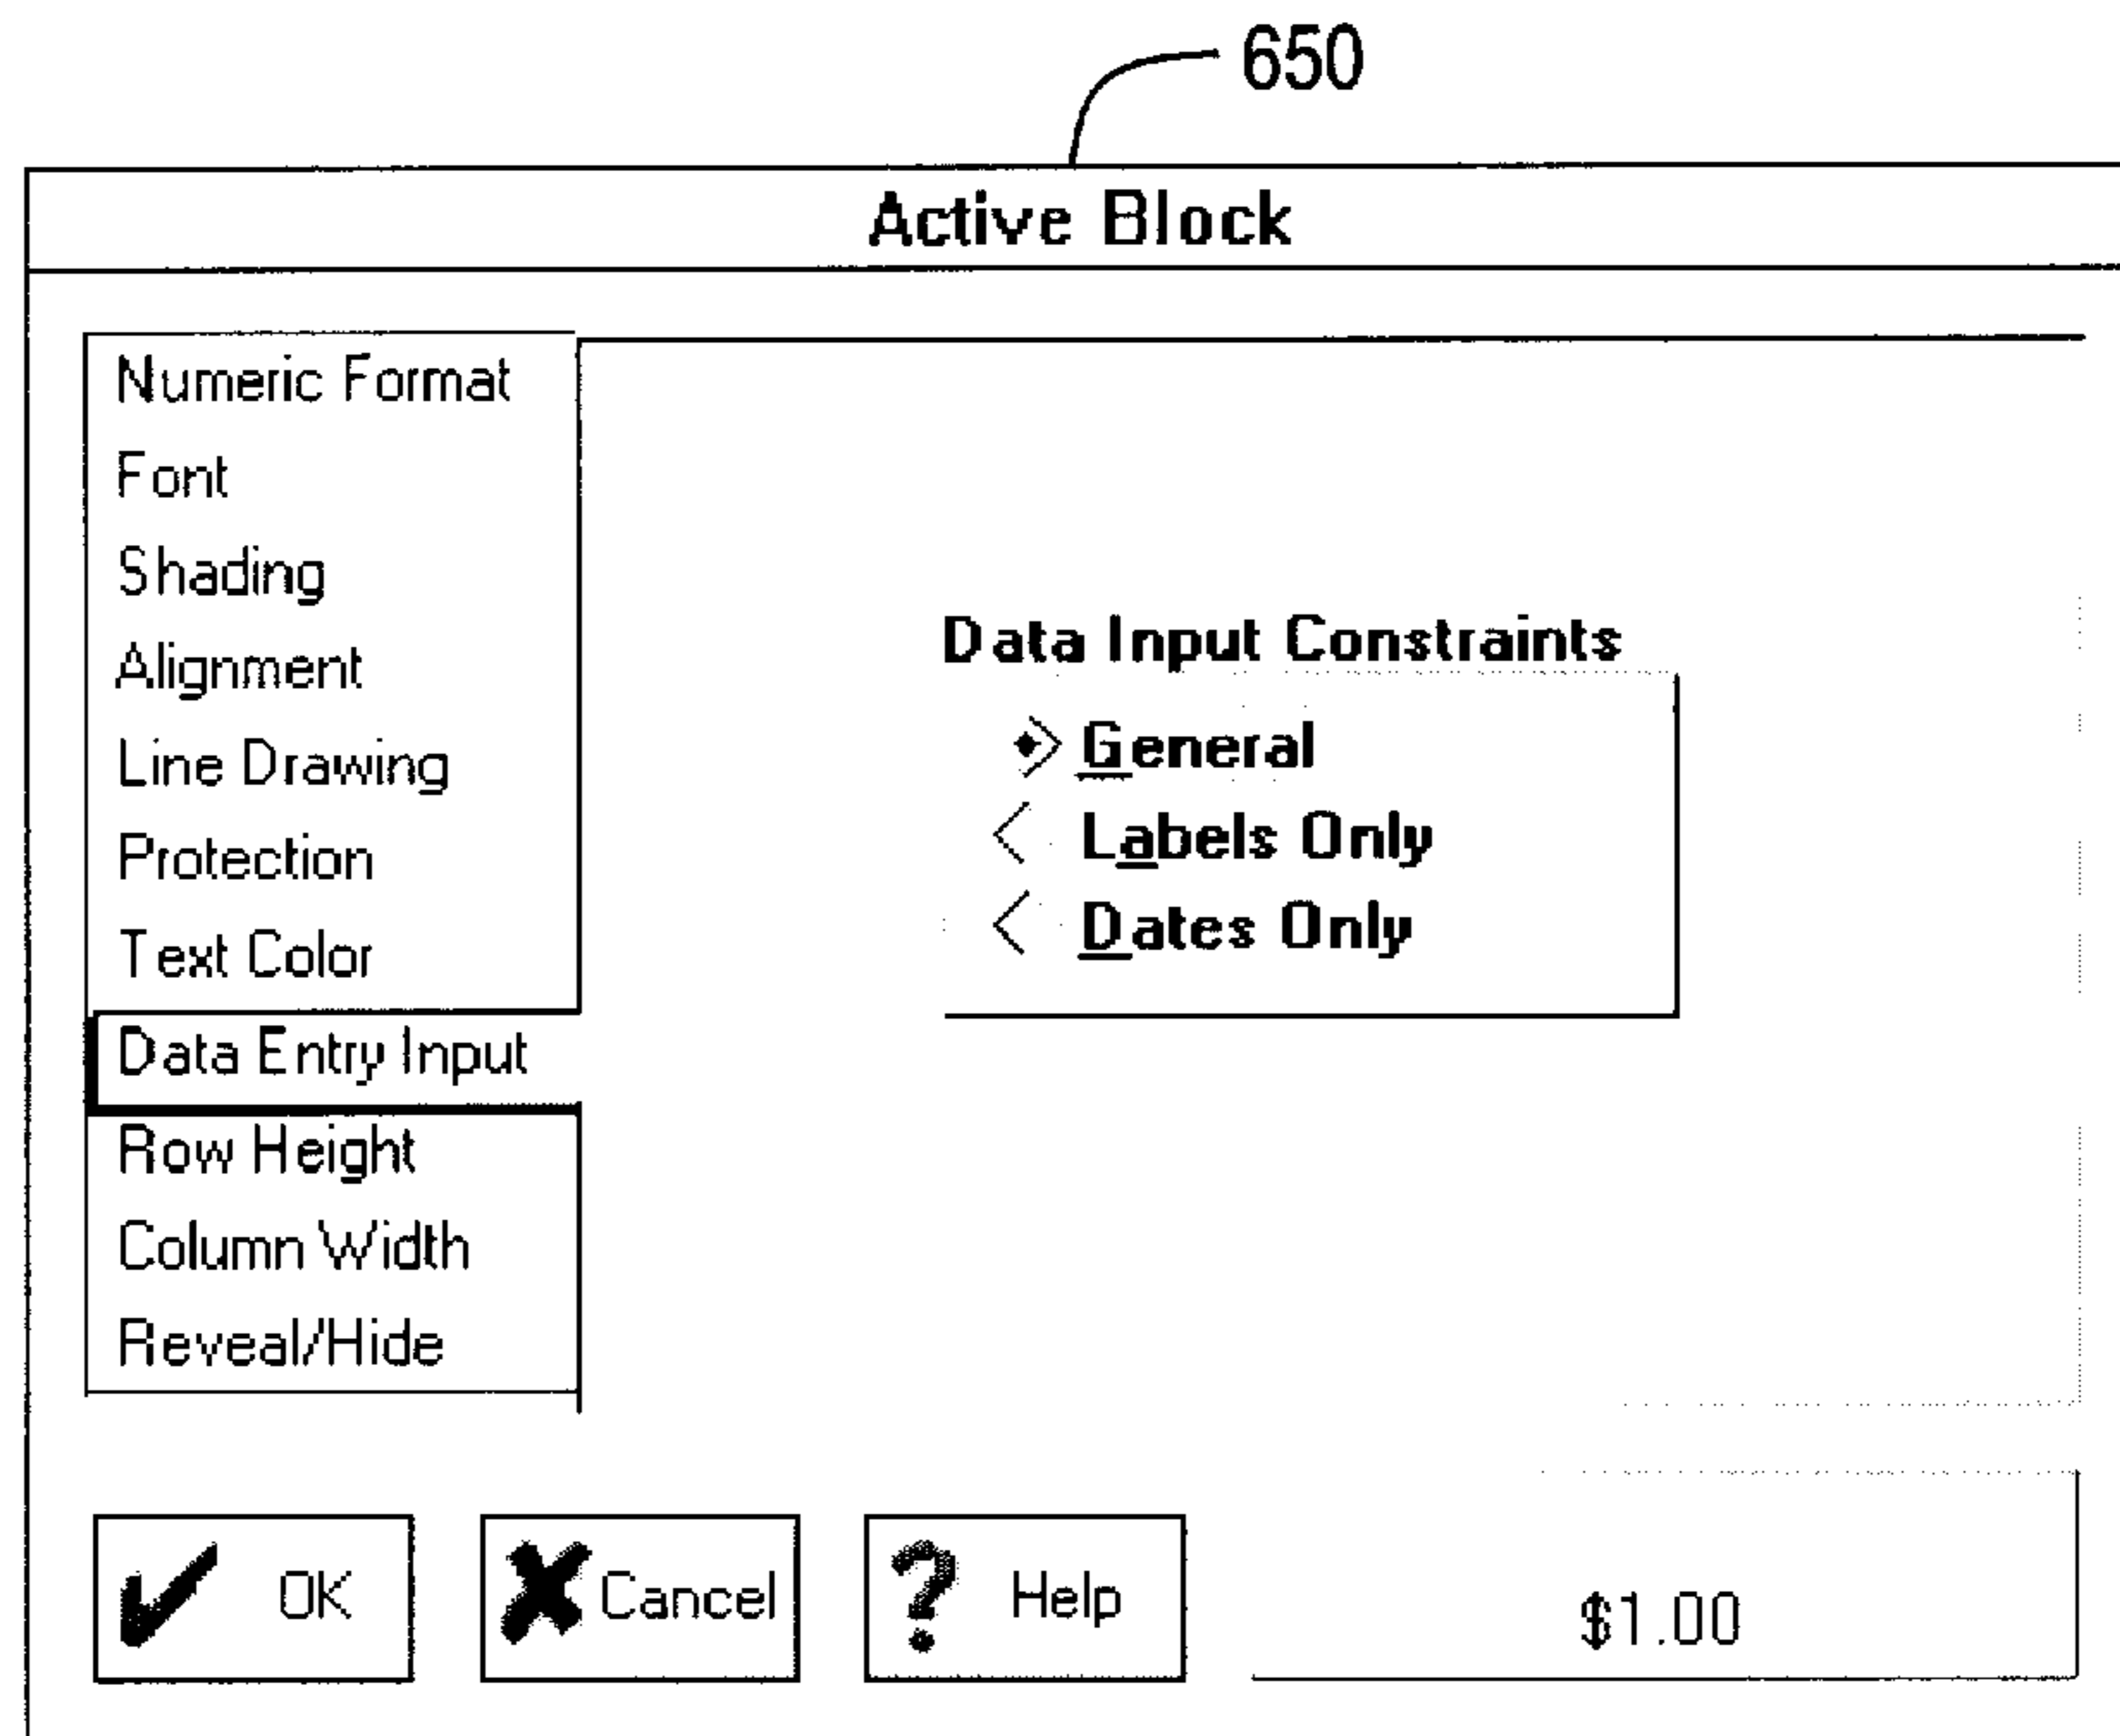 650
Active Block
Numeric Format
Font
Shading
Alignment
Line Drawing
Protection
Text Color
Data Entry Input
Row Height
Column Width
Reveal/Hide
Data Input Constraints
General
Labels Only
Dates Only
OK
Cancel
? Help
$1.00